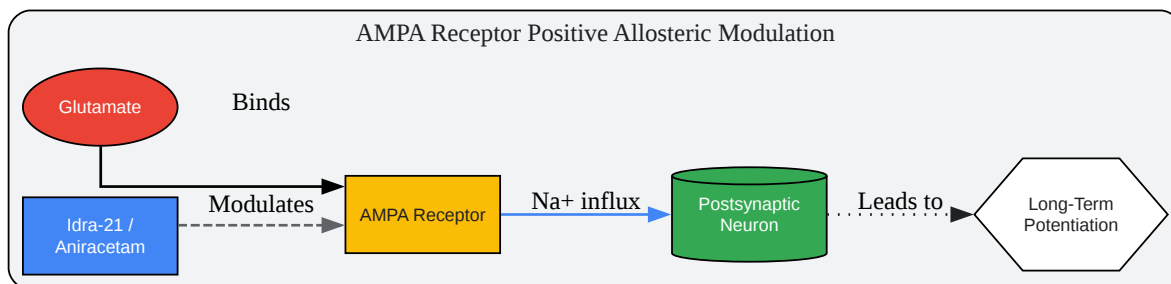 AMPA Receptor Positive Allosteric Modulation
Glutamate
Binds
Idra-21 /
Aniracetam
Modulates
AMPA Receptor
Na+ influx
Postsynaptic
Neuron
Leads to
Long-Term
Potentiation